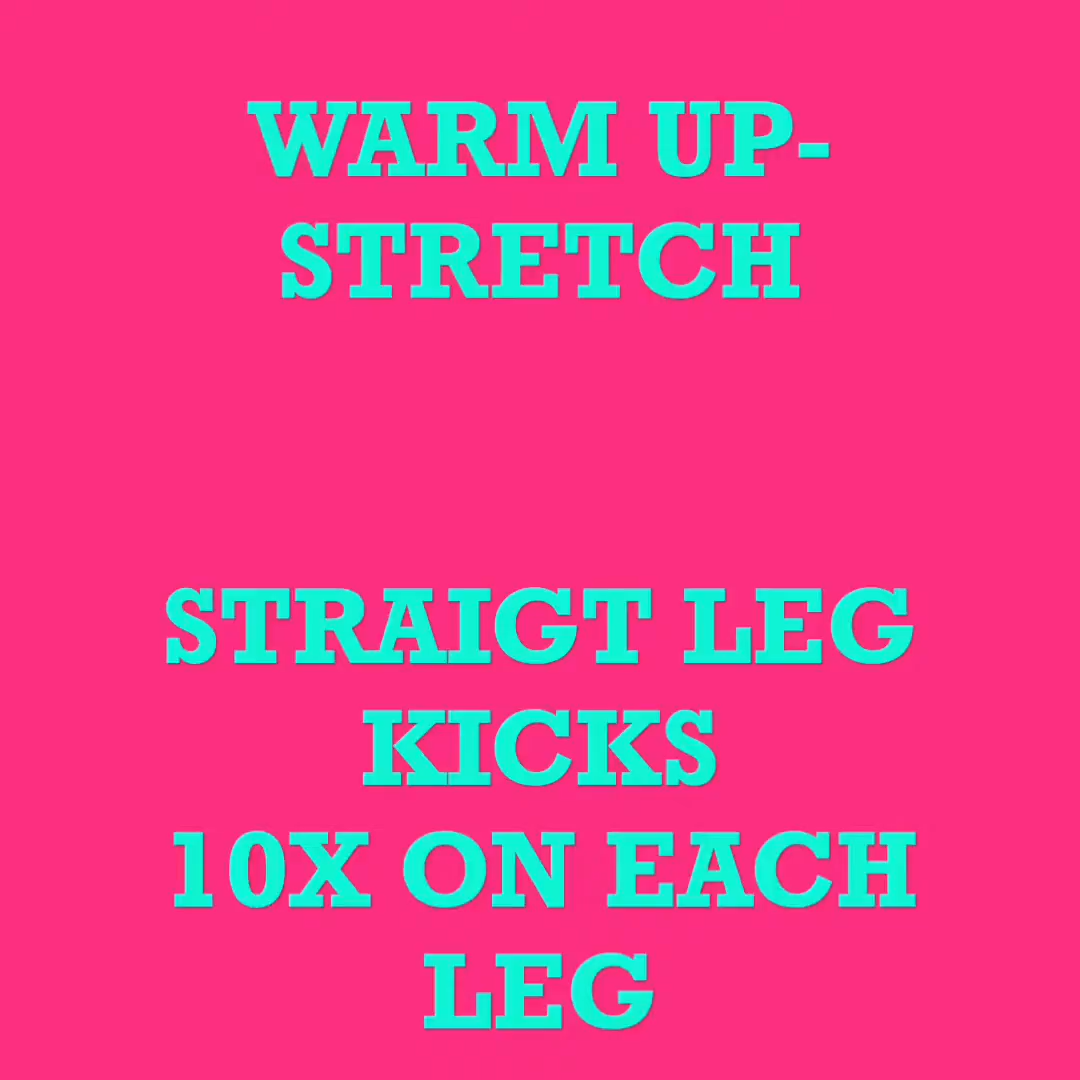 WARM UP-
STRETCH
STRAIGT LEG
KICKS
10X ON EACH
LEG